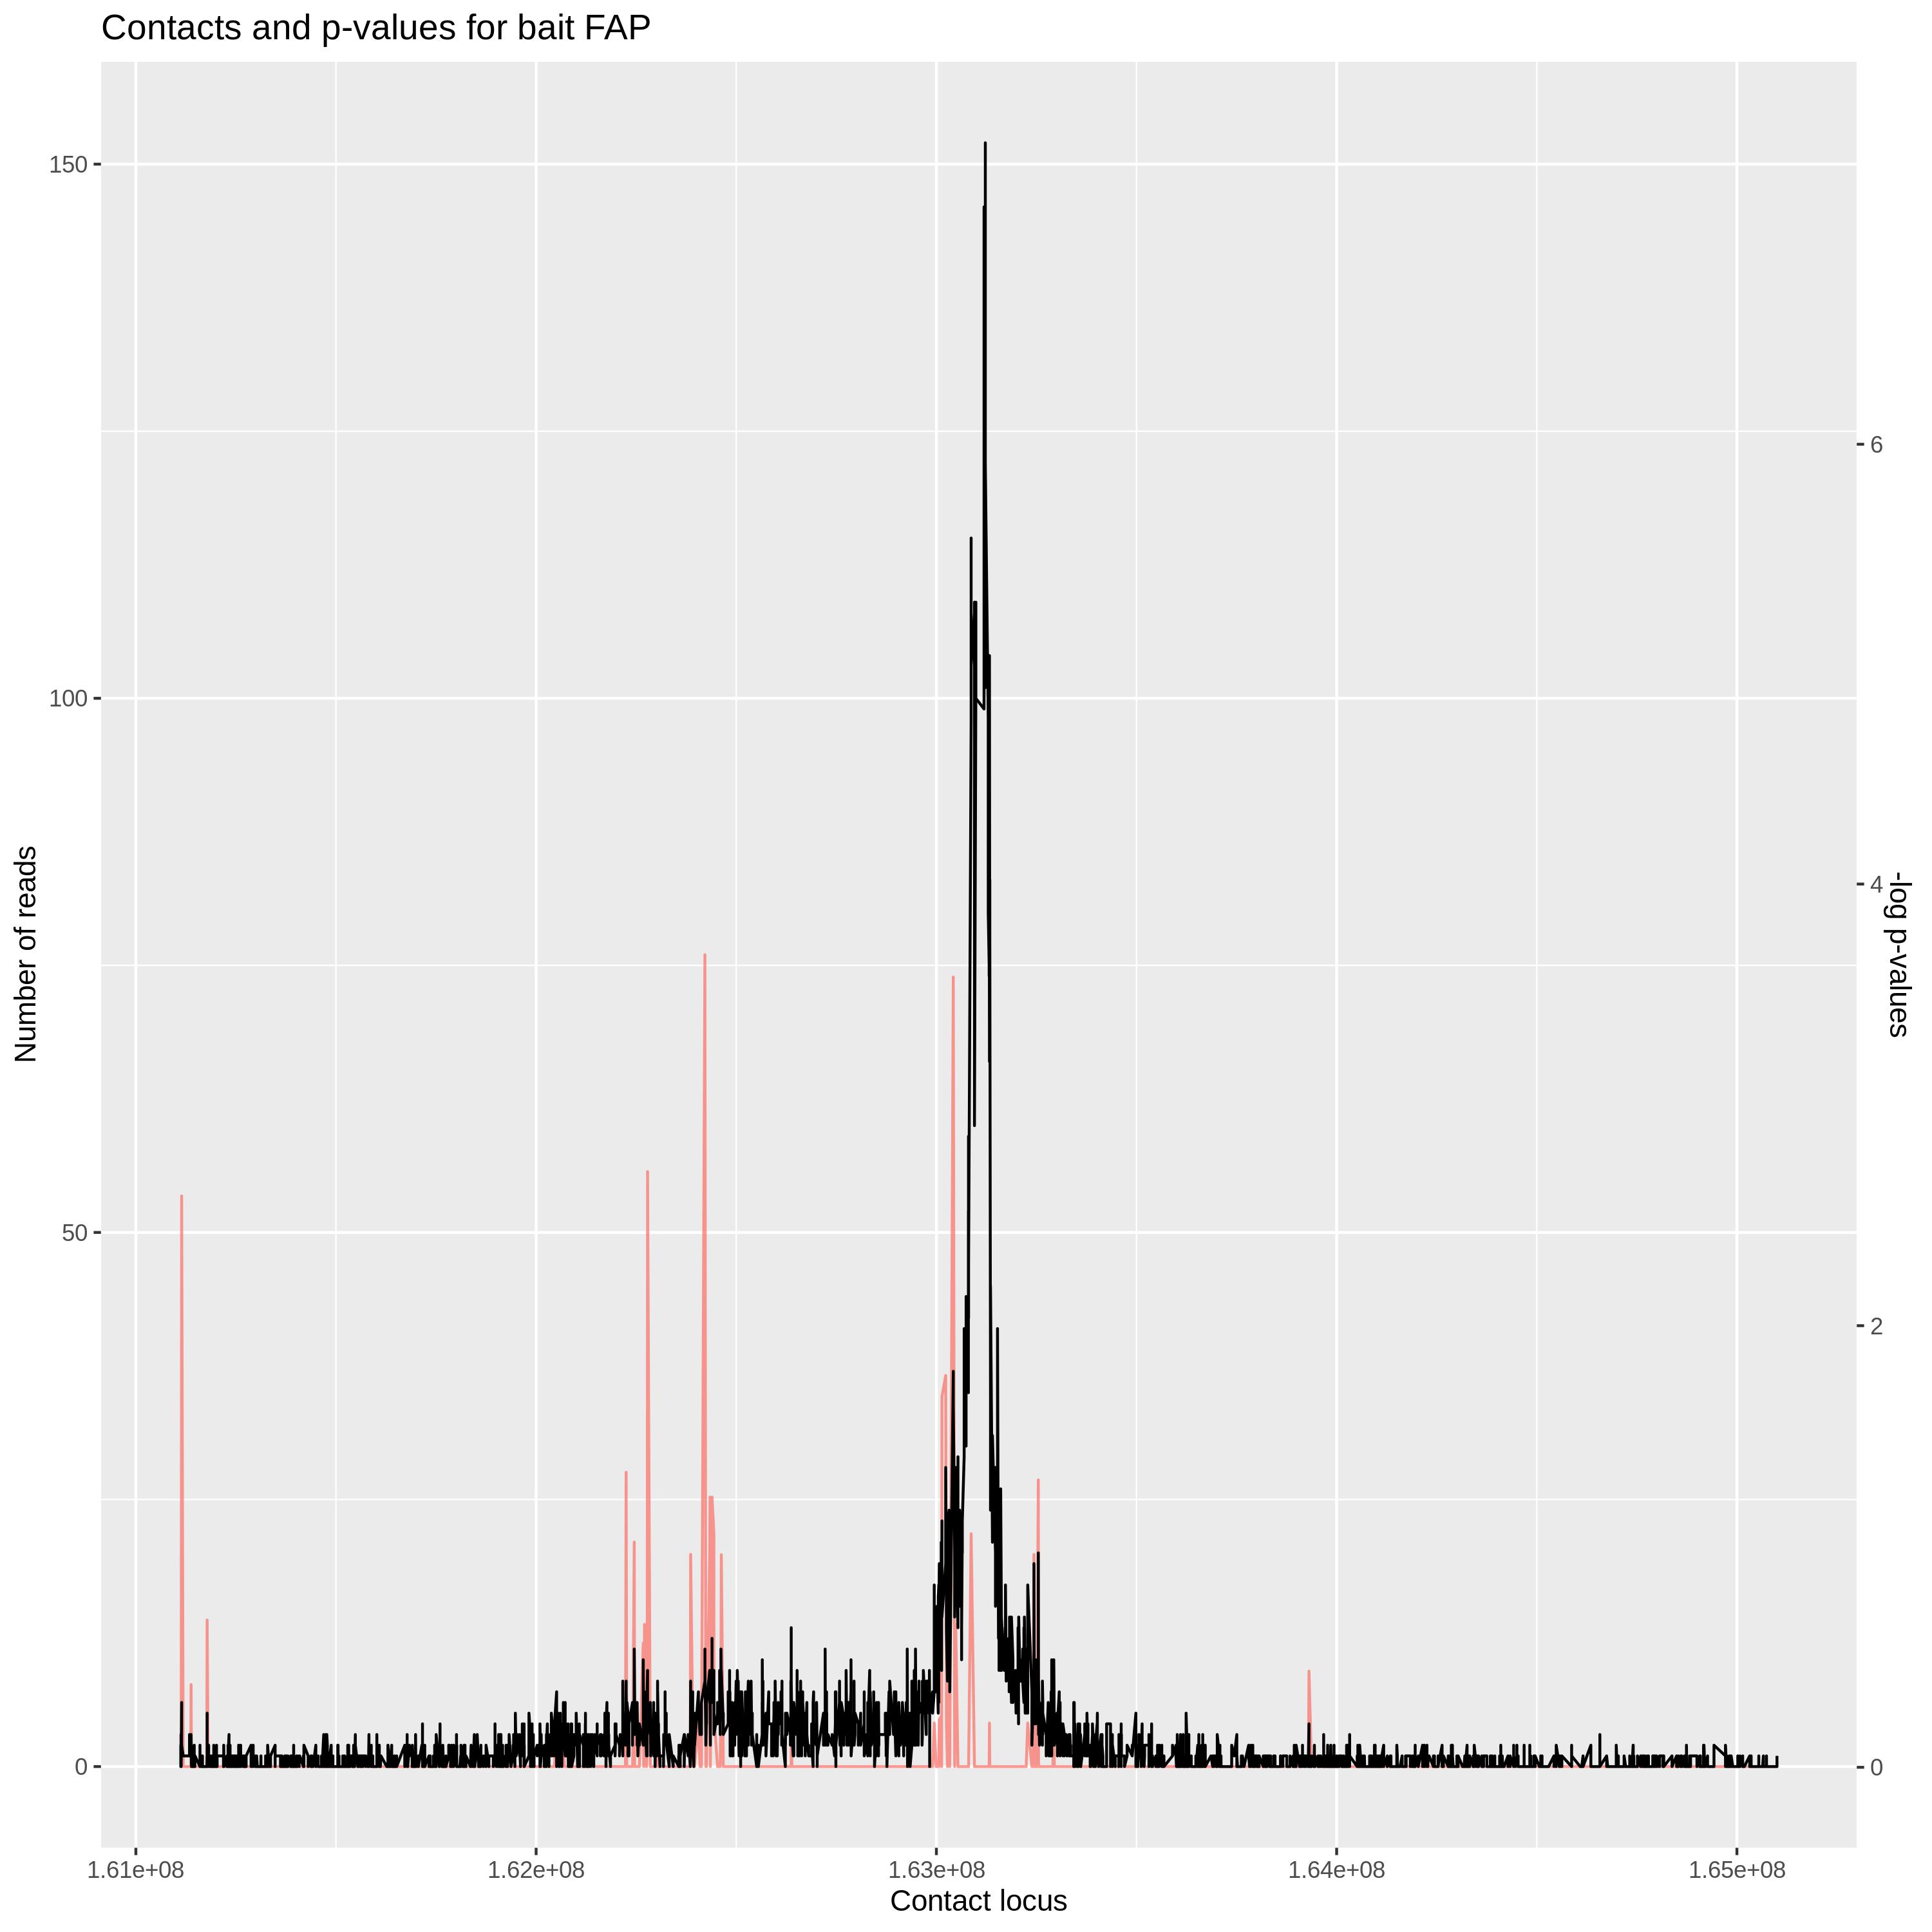 Contacts and p-values for bait FAP
150
100
50
0
Number of reads
6
4
2
0
-log p-values
1.61e+08
1.62e+08
1.63e+08
1.64e+08
1.65e+08
Contact locus